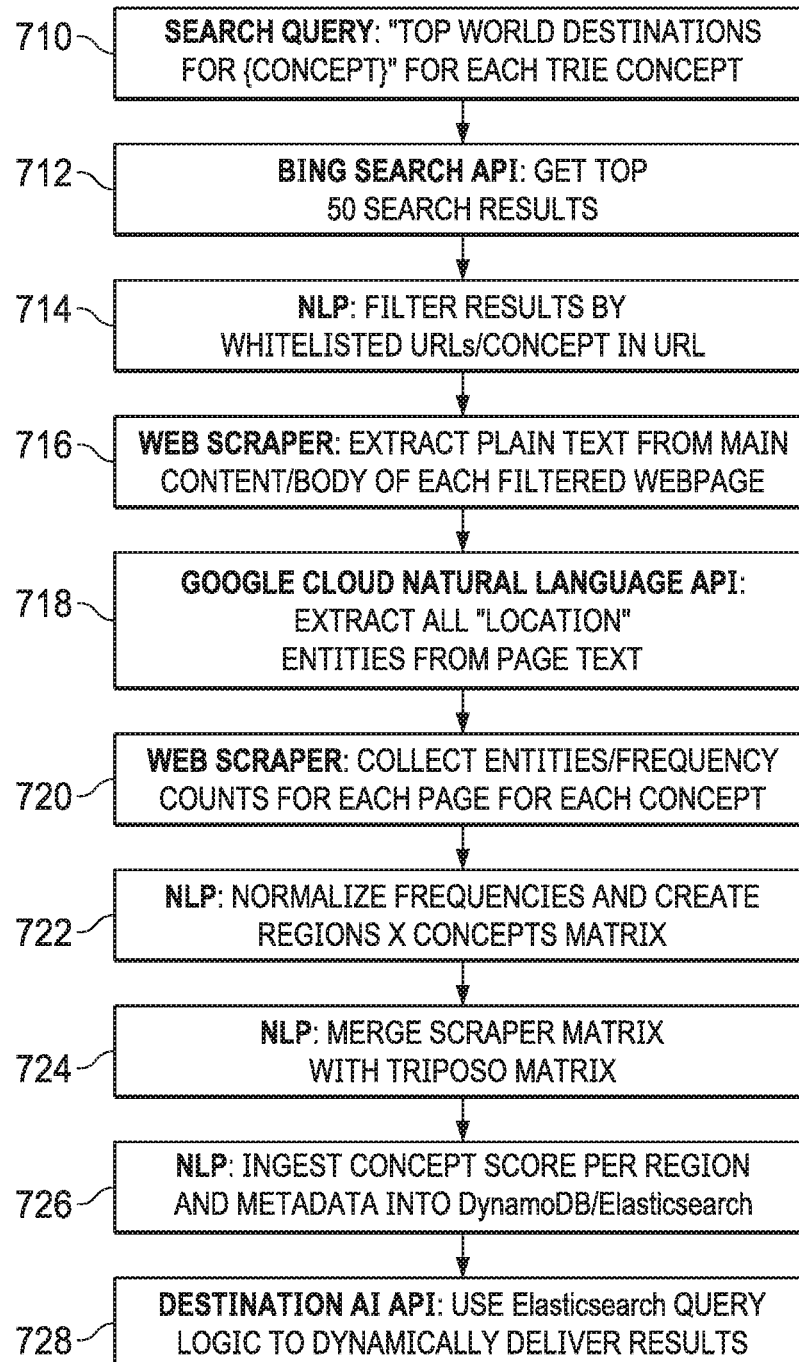 710
SEARCH QUERY: "TOP WORLD DESTINATIONS
FOR {CONCEPT}" FOR EACH TRIE CONCEPT
712
BING SEARCH API: GET TOP
50 SEARCH RESULTS
714
NLP: FILTER RESULTS BY
WHITELISTED URLs/CONCEPT IN URL
716
WEB SCRAPER: EXTRACT PLAIN TEXT FROM MAIN
CONTENT/BODY OF EACH FILTERED WEBPAGE
718
GOOGLE CLOUD NATURAL LANGUAGE API:
EXTRACT ALL "LOCATION"
ENTITIES FROM PAGE TEXT
720
WEB SCRAPER: COLLECT ENTITIES/FREQUENCY
COUNTS FOR EACH PAGE FOR EACH CONCEPT
722
NLP: NORMALIZE FREQUENCIES AND CREATE
REGIONS X CONCEPTS MATRIX
724
NLP: MERGE SCRAPER MATRIX
WITH TRIPOSO MATRIX
726
NLP: INGEST CONCEPT SCORE PER REGION
AND METADATA INTO DynamoDB/Elasticsearch
728
DESTINATION AI API: USE Elasticsearch QUERY
LOGIC TO DYNAMICALLY DELIVER RESULTS